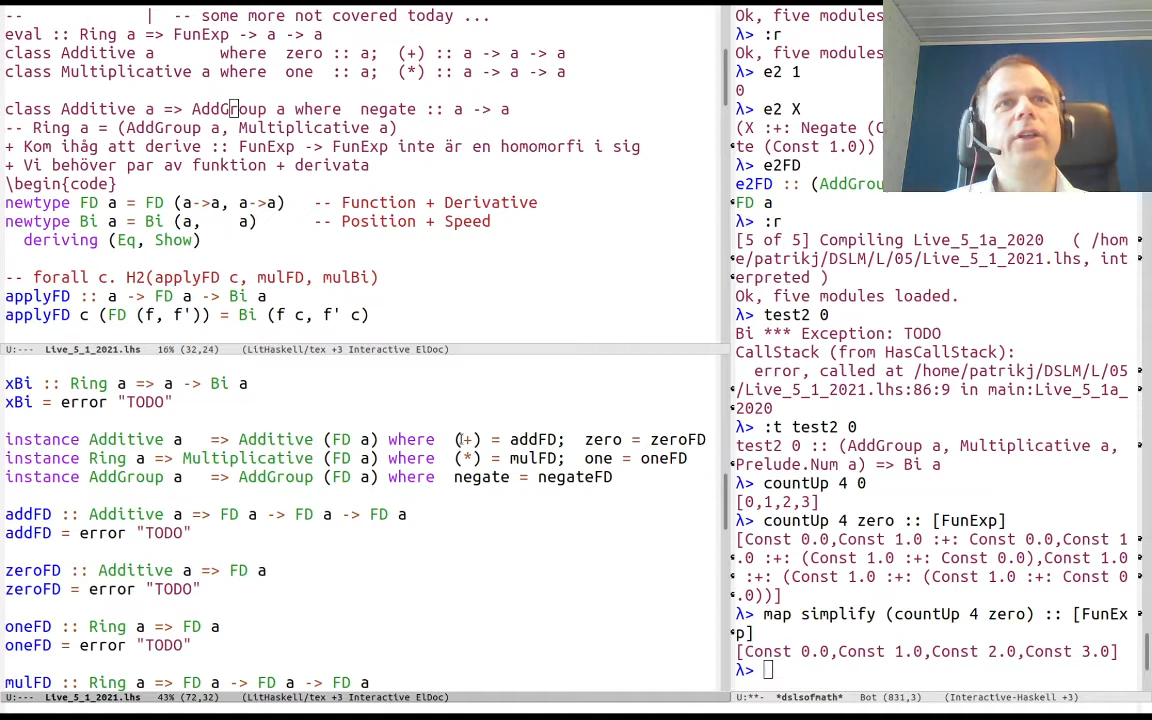 --          |  -- some more not covered today ...
eval :: Ring a => FunExp -> a -> a
class Additive a       where  zero :: a;  (+) :: a -> a -> a
class Multiplicative a where  one  :: a;  (*) :: a -> a -> a
class Additive a => AddGroup a where  negate :: a -> a
-- Ring a = (AddGroup a, Multiplicative a)
+ Kom ihåg att derive :: FunExp -> FunExp inte är en homomorfi i sig
+ Vi behöver par av funktion + derivata
\begin{code}
newtype FD a = FD (a->a, a->a)    -- Function + Derivative
newtype Bi a = Bi (a,    a)       -- Position + Speed
  deriving (Eq, Show)
-- forall c. H2(applyFD c, mulFD, mulBi)
applyFD :: a -> FD a -> Bi a
applyFD c (FD (f, f')) = Bi (f c, f' c)
U:---  Live_5_1_2021.lhs   16% (32,24)    (LitHaskell/tex +3 Interactive ElDoc)
xBi :: Ring a => a -> Bi a
xBi = error "TODO"
instance Additive a   => Additive (FD a) where  (+) = addFD;  zero = zeroFD
instance Ring a => Multiplicative (FD a) where  (*) = mulFD;  one = oneFD
instance AddGroup a   => AddGroup (FD a) where  negate = negateFD
addFD :: Additive a => FD a -> FD a -> FD a
addFD = error "TODO"
zeroFD :: Additive a => FD a
zeroFD = error "TODO"
oneFD :: Ring a => FD a
oneFD = error "TODO"
mulFD :: Ring a => FD a -> FD a -> FD a
U:---  Live_5_1_2021.lhs   43% (72,32)    (LitHaskell/tex +3 Interactive ElDoc)
Ok, five modules
λ> :r
Ok, five modules
λ> e2 1
0
λ> e2 X
(X :+: Negate (C
te (Const 1.0))
λ> e2FD
e2FD :: (AddGrou
FD a
λ> :r
[5 of 5] Compiling Live_5_1a_2020   ( /hom
e/patrikj/DSLM/L/05/Live_5_1_2021.lhs, int
erpreted )
Ok, five modules loaded.
λ> test2 0
Bi *** Exception: TODO
CallStack (from HasCallStack):
  error, called at /home/patrikj/DSLM/L/05
/Live_5_1_2021.lhs:86:9 in main:Live_5_1a_
2020
λ> :t test2 0
test2 0 :: (AddGroup a, Multiplicative a,
Prelude.Num a) => Bi a
λ> countUp 4 0
[0,1,2,3]
λ> countUp 4 zero :: [FunExp]
[Const 0.0,Const 1.0 :+: Const 0.0,Const 1
.0 :+: (Const 1.0 :+: Const 0.0),Const 1.0
 :+: (Const 1.0 :+: (Const 1.0 :+: Const 0
.0))]
λ> map simplify (countUp 4 zero) :: [FunEx
p]
[Const 0.0,Const 1.0,Const 2.0,Const 3.0]
λ>
U:**-  *dslsofmath*   Bot (831,3)    (Interactive-Haskell +3)